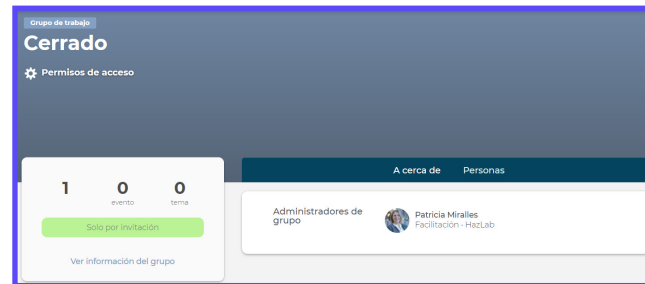 Grupo de trabajo
Cerrado
Permisos de acceso
A cerca de Personas
1 0 0
evento tema
Solo por invitación
Ver información del grupo
Administradores de
grupo
Patricia Miralles
Facilitación - HazLab